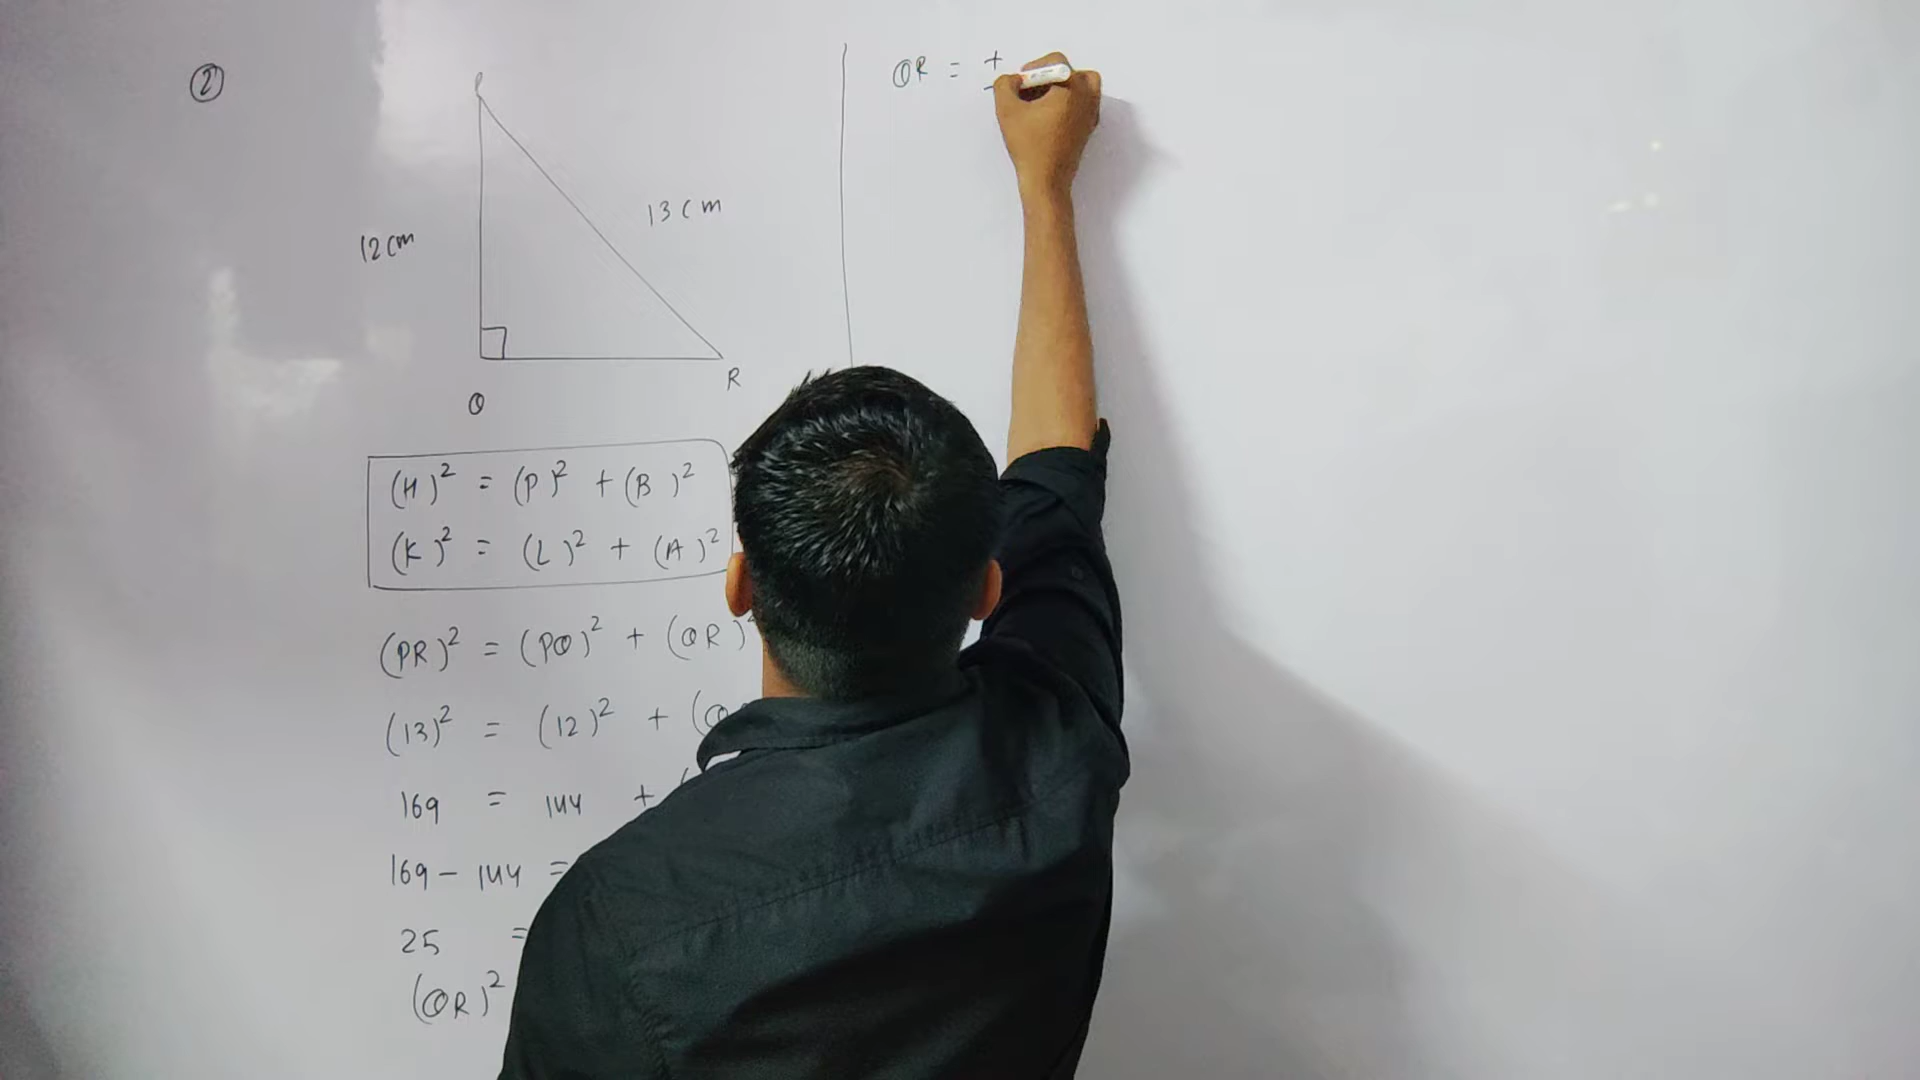 ②
P
13 cm
12 cm
R
Q
(H)² = (P)² + (B)²
(K)² = (L)² + (A)²
(PR)² = (PQ)² + (QR)²
(13)² = (12)² + (Q
169 = 144 +
169 - 144 =
25 =
(QR)²
QR = ±